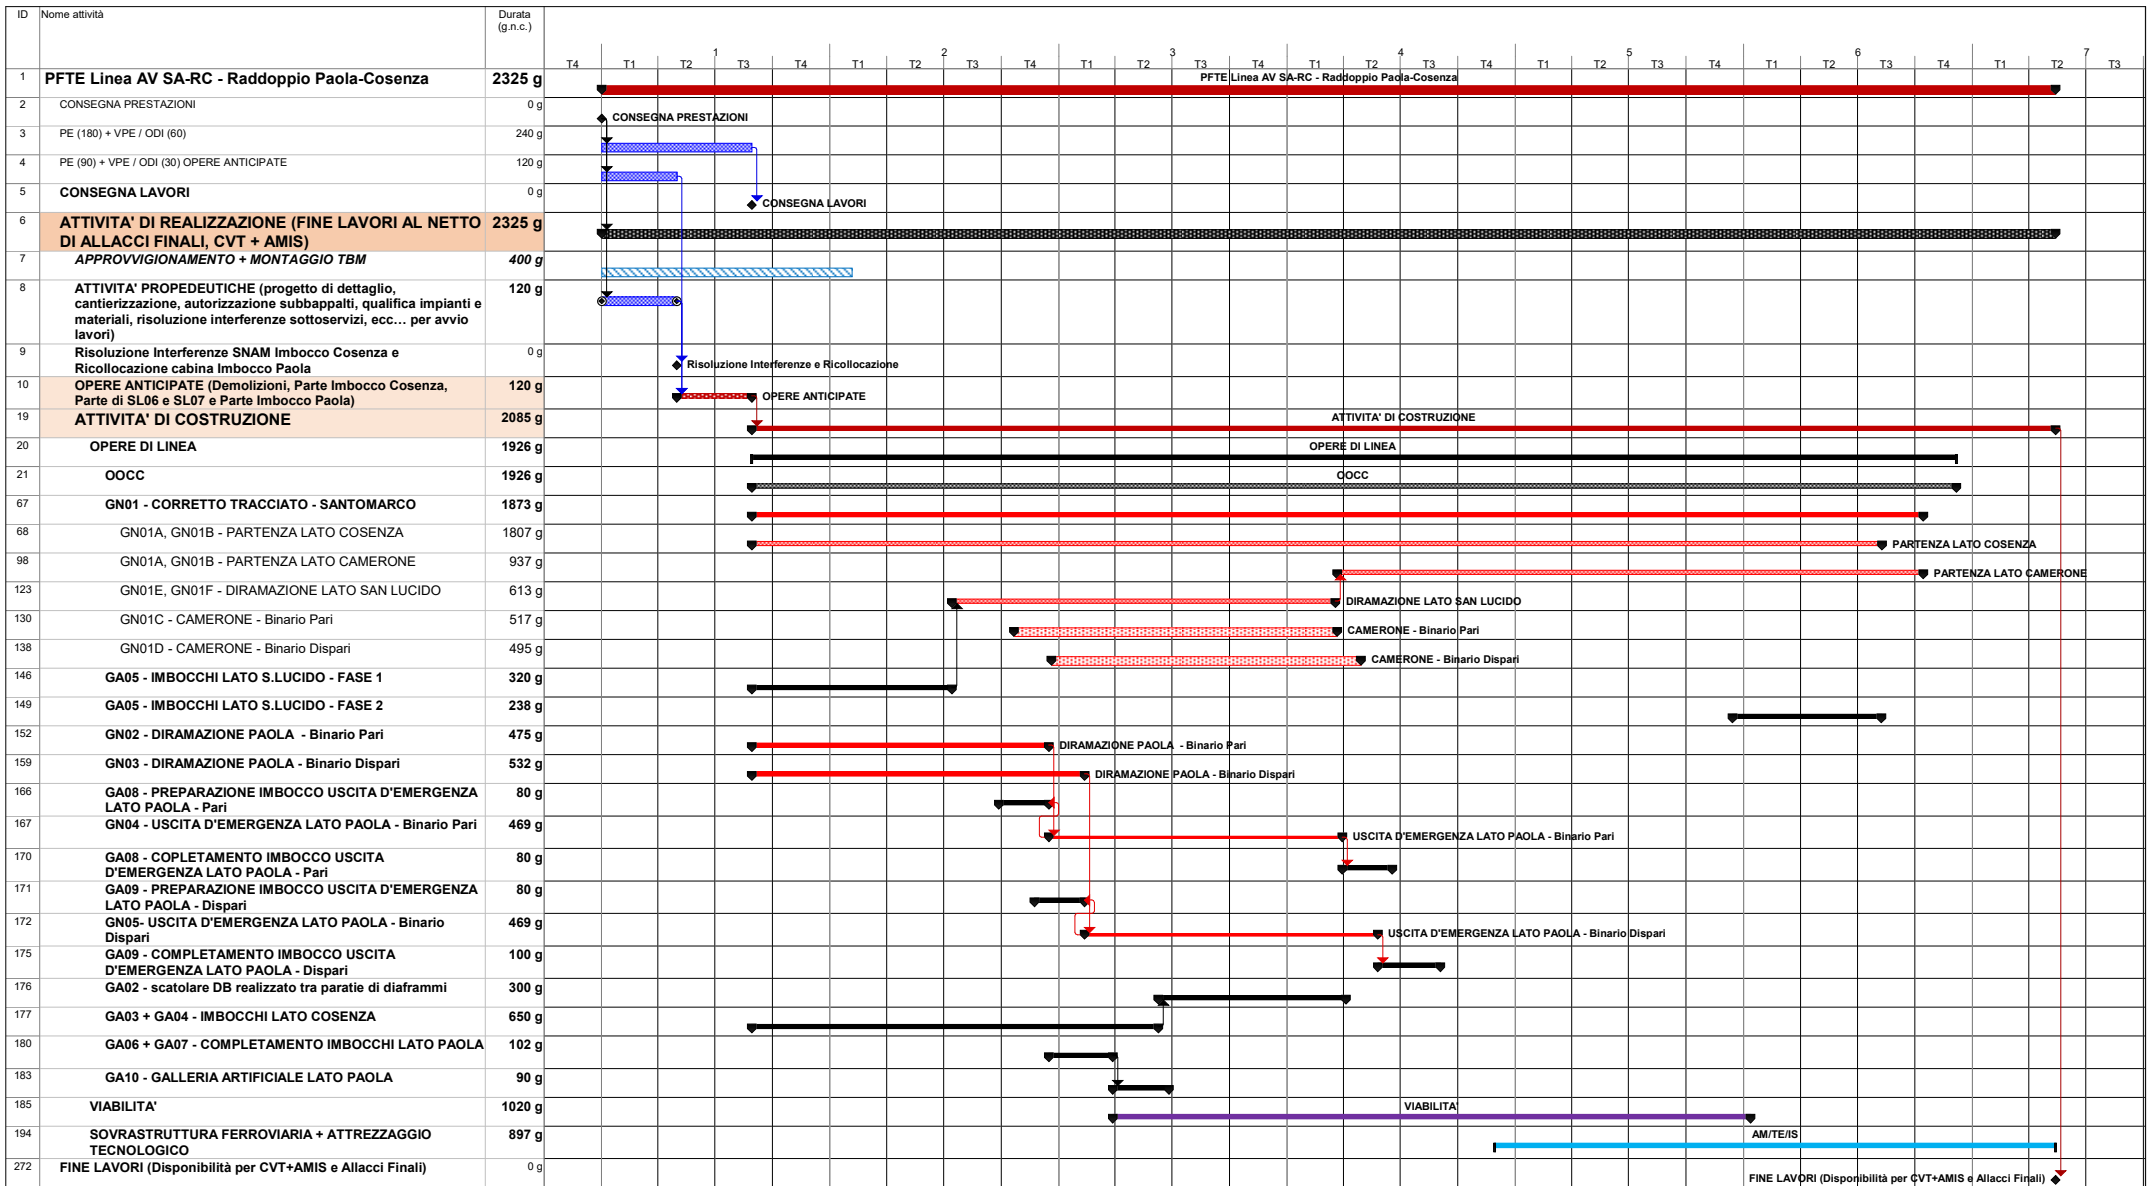 ID Nome attività Durata
(g.n.c.)
1 2 3 4 5 6 7
T4 T1 T2 T3 T4 T1 T2 T3 T4 T1 T2 T3 T4 T1 T2 T3 T4 T1 T2 T3 T4 T1 T2 T3 T4 T1 T2 T3
1 PFTE Linea AV SA-RC - Raddoppio Paola-Cosenza 2325 g PFTE Linea AV SA-RC - Raddoppio Paola-Cosenza
2 CONSEGNA PRESTAZIONI 0 g CONSEGNA PRESTAZIONI
3 PE (180) + VPE / ODI (60) 240 g
4 PE (90) + VPE / ODI (30) OPERE ANTICIPATE 120 g
5 CONSEGNA LAVORI 0 g CONSEGNA LAVORI
6 ATTIVITA' DI REALIZZAZIONE (FINE LAVORI AL NETTO 2325 g
DI ALLACCI FINALI, CVT + AMIS)
7 APPROVVIGIONAMENTO + MONTAGGIO TBM 400 g
8 ATTIVITA' PROPEDEUTICHE (progetto di dettaglio, 120 g
cantierizzazione, autorizzazione subbappalti, qualifica impianti e
materiali, risoluzione interferenze sottoservizi, ecc... per avvio
lavori)
9 Risoluzione Interferenze SNAM Imbocco Cosenza e 0 g
Ricollocazione cabina Imbocco Paola Risoluzione Interferenze e Ricollocazione
10 OPERE ANTICIPATE (Demolizioni, Parte Imbocco Cosenza, 120 g
Parte di SL06 e SL07 e Parte Imbocco Paola) OPERE ANTICIPATE
19 ATTIVITA' DI COSTRUZIONE 2085 g ATTIVITA' DI COSTRUZIONE
20 OPERE DI LINEA 1926 g OPERE DI LINEA
21 OOCC 1926 g OOCC
67 GN01 - CORRETTO TRACCIATO - SANTOMARCO 1873 g
68 GN01A, GN01B - PARTENZA LATO COSENZA 1807 g PARTENZA LATO COSENZA
98 GN01A, GN01B - PARTENZA LATO CAMERONE 937 g PARTENZA LATO CAMERONE
123 GN01E, GN01F - DIRAMAZIONE LATO SAN LUCIDO 613 g DIRAMAZIONE LATO SAN LUCIDO
130 GN01C - CAMERONE - Binario Pari 517 g CAMERONE - Binario Pari
138 GN01D - CAMERONE - Binario Dispari 495 g CAMERONE - Binario Dispari
146 GA05 - IMBOCCHI LATO S.LUCIDO - FASE 1 320 g
149 GA05 - IMBOCCHI LATO S.LUCIDO - FASE 2 238 g
152 GN02 - DIRAMAZIONE PAOLA - Binario Pari 475 g DIRAMAZIONE PAOLA - Binario Pari
159 GN03 - DIRAMAZIONE PAOLA - Binario Dispari 532 g DIRAMAZIONE PAOLA - Binario Dispari
166 GA08 - PREPARAZIONE IMBOCCO USCITA D'EMERGENZA 80 g
LATO PAOLA - Pari
167 GN04 - USCITA D'EMERGENZA LATO PAOLA - Binario Pari 469 g USCITA D'EMERGENZA LATO PAOLA - Binario Pari
170 GA08 - COPLETAMENTO IMBOCCO USCITA 80 g
D'EMERGENZA LATO PAOLA - Pari
171 GA09 - PREPARAZIONE IMBOCCO USCITA D'EMERGENZA 80 g
LATO PAOLA - Dispari
172 GN05- USCITA D'EMERGENZA LATO PAOLA - Binario 469 g
Dispari USCITA D'EMERGENZA LATO PAOLA - Binario Dispari
175 GA09 - COMPLETAMENTO IMBOCCO USCITA 100 g
D'EMERGENZA LATO PAOLA - Dispari
176 GA02 - scatolare DB realizzato tra paratie di diaframmi 300 g
177 GA03 + GA04 - IMBOCCHI LATO COSENZA 650 g
180 GA06 + GA07 - COMPLETAMENTO IMBOCCHI LATO PAOLA 102 g
183 GA10 - GALLERIA ARTIFICIALE LATO PAOLA 90 g
185 VIABILITA' 1020 g VIABILITA'
194 SOVRASTRUTTURA FERROVIARIA + ATTREZZAGGIO 897 g AM/TE/IS
TECNOLOGICO
272 FINE LAVORI (Disponibilità per CVT+AMIS e Allacci Finali) 0 g FINE LAVORI (Disponibilità per CVT+AMIS e Allacci Finali)